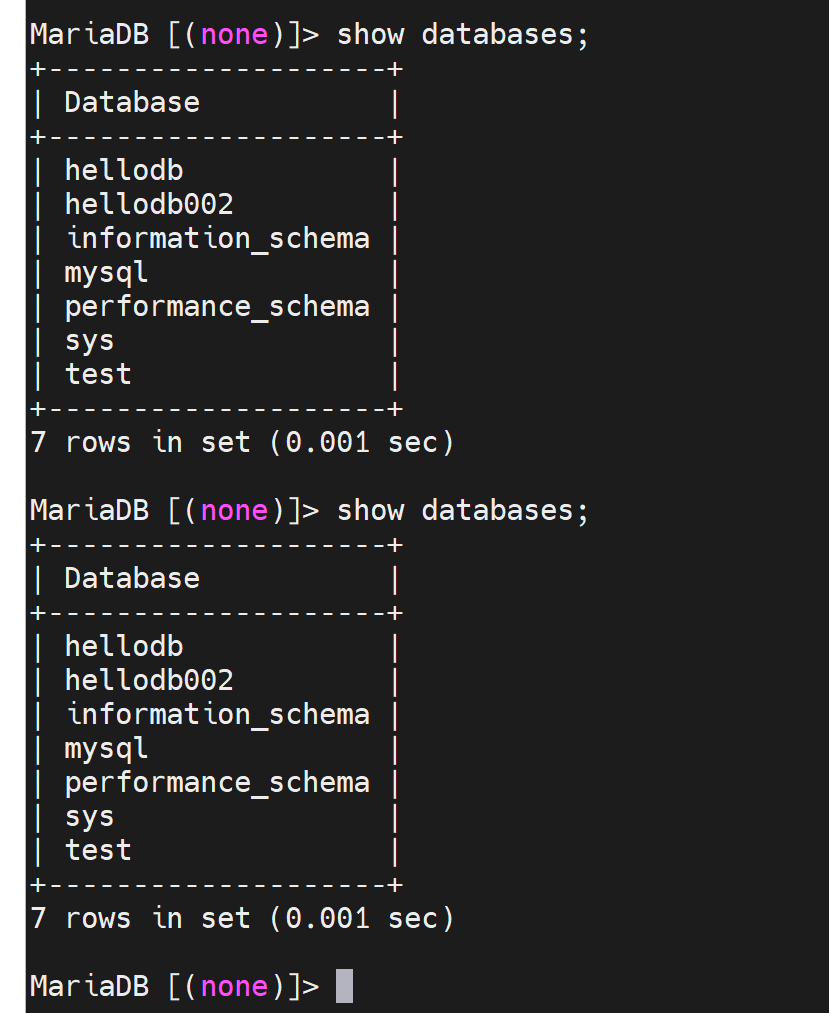 MariaDB [(none)]> show databases;
+--------------------+
| Database           |
+--------------------+
| hellodb            |
| hellodb002         |
| information_schema |
| mysql              |
| performance_schema |
| sys                |
| test               |
+--------------------+
7 rows in set (0.001 sec)

MariaDB [(none)]> show databases;
+--------------------+
| Database           |
+--------------------+
| hellodb            |
| hellodb002         |
| information_schema |
| mysql              |
| performance_schema |
| sys                |
| test               |
+--------------------+
7 rows in set (0.001 sec)

MariaDB [(none)]>